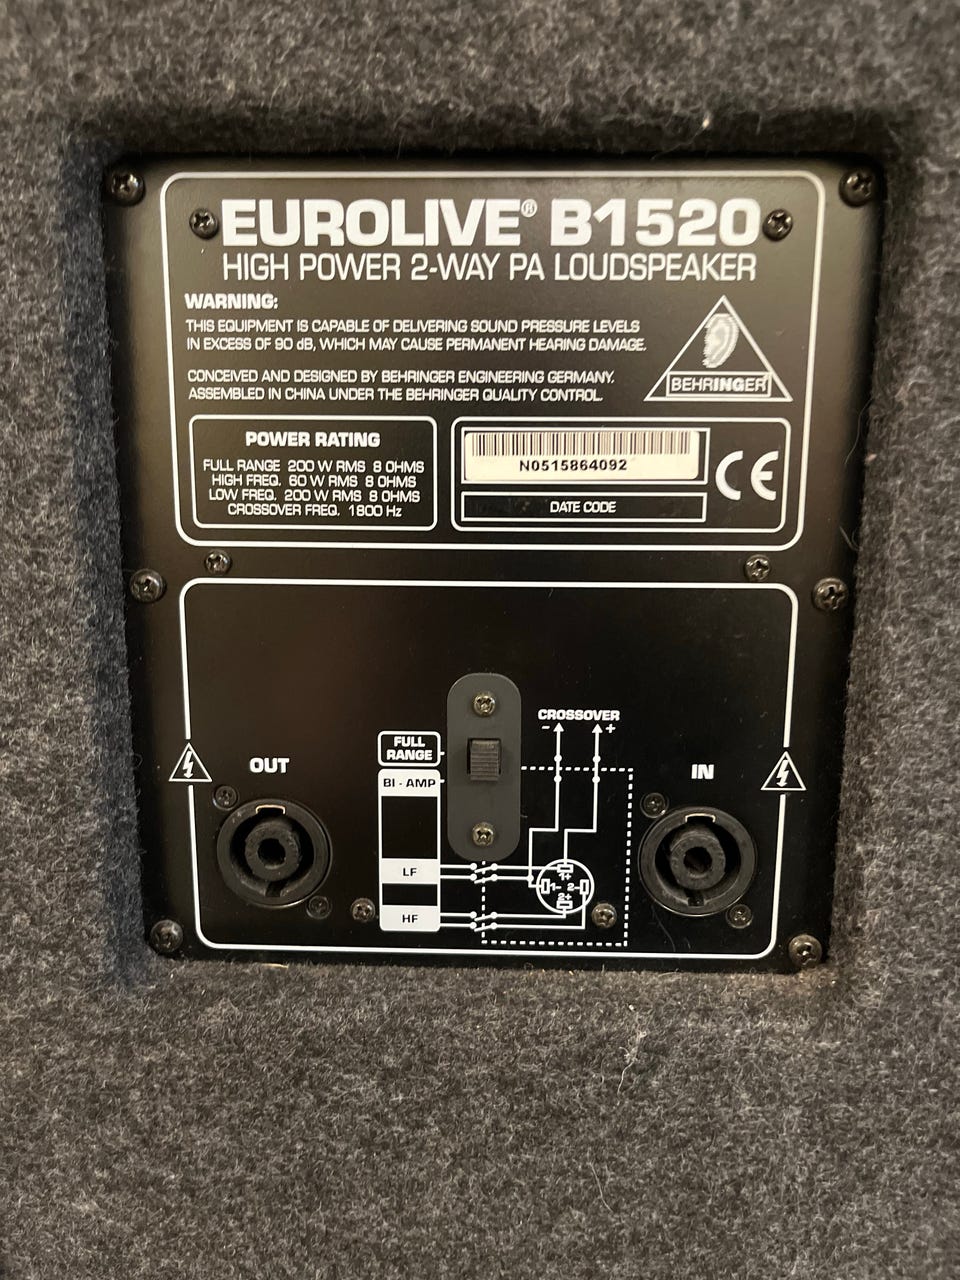 EUROLIVE® B1520
HIGH POWER 2-WAY PA LOUDSPEAKER
WARNING:
THIS EQUIPMENT IS CAPABLE OF DELIVERING SOUND PRESSURE LEVELS
IN EXCESS OF 90 dB, WHICH MAY CAUSE PERMANENT HEARING DAMAGE.
CONCEIVED AND DESIGNED BY BEHRINGER ENGINEERING GERMANY.
ASSEMBLED IN CHINA UNDER THE BEHRINGER QUALITY CONTROL.
BEHRINGER
POWER RATING
FULL RANGE 200 W RMS 8 OHMS
HIGH FREQ. 60 W RMS 8 OHMS
LOW FREQ. 200 W RMS 8 OHMS
CROSSOVER FREQ. 1800 Hz
N0515864092
DATE CODE
CE
OUT
FULL
RANGE
BI - AMP
LF
HF
CROSSOVER
- +
1+
1- 2-
2+
IN